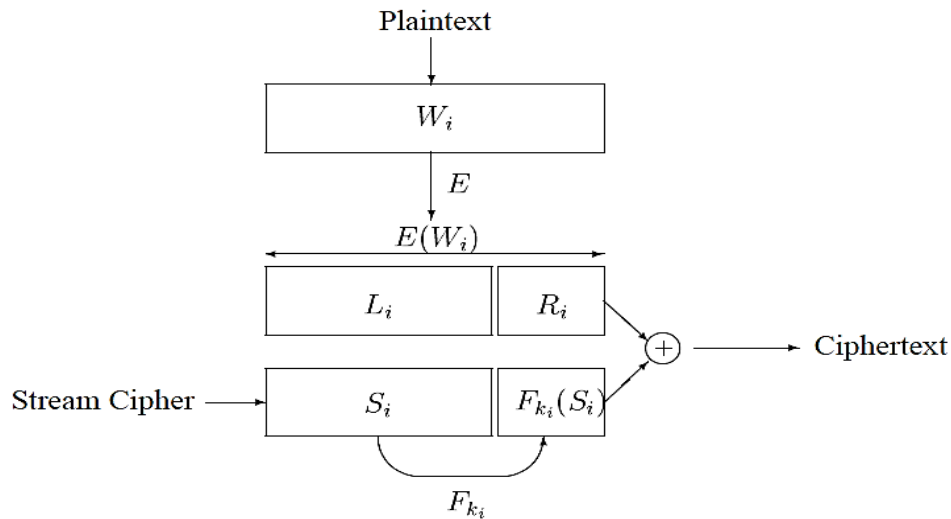 Plaintext
W_i
E
E(W_i)
L_i R_i
+ Ciphertext
Stream Cipher S_i F_{k_i}(S_i)
F_{k_i}